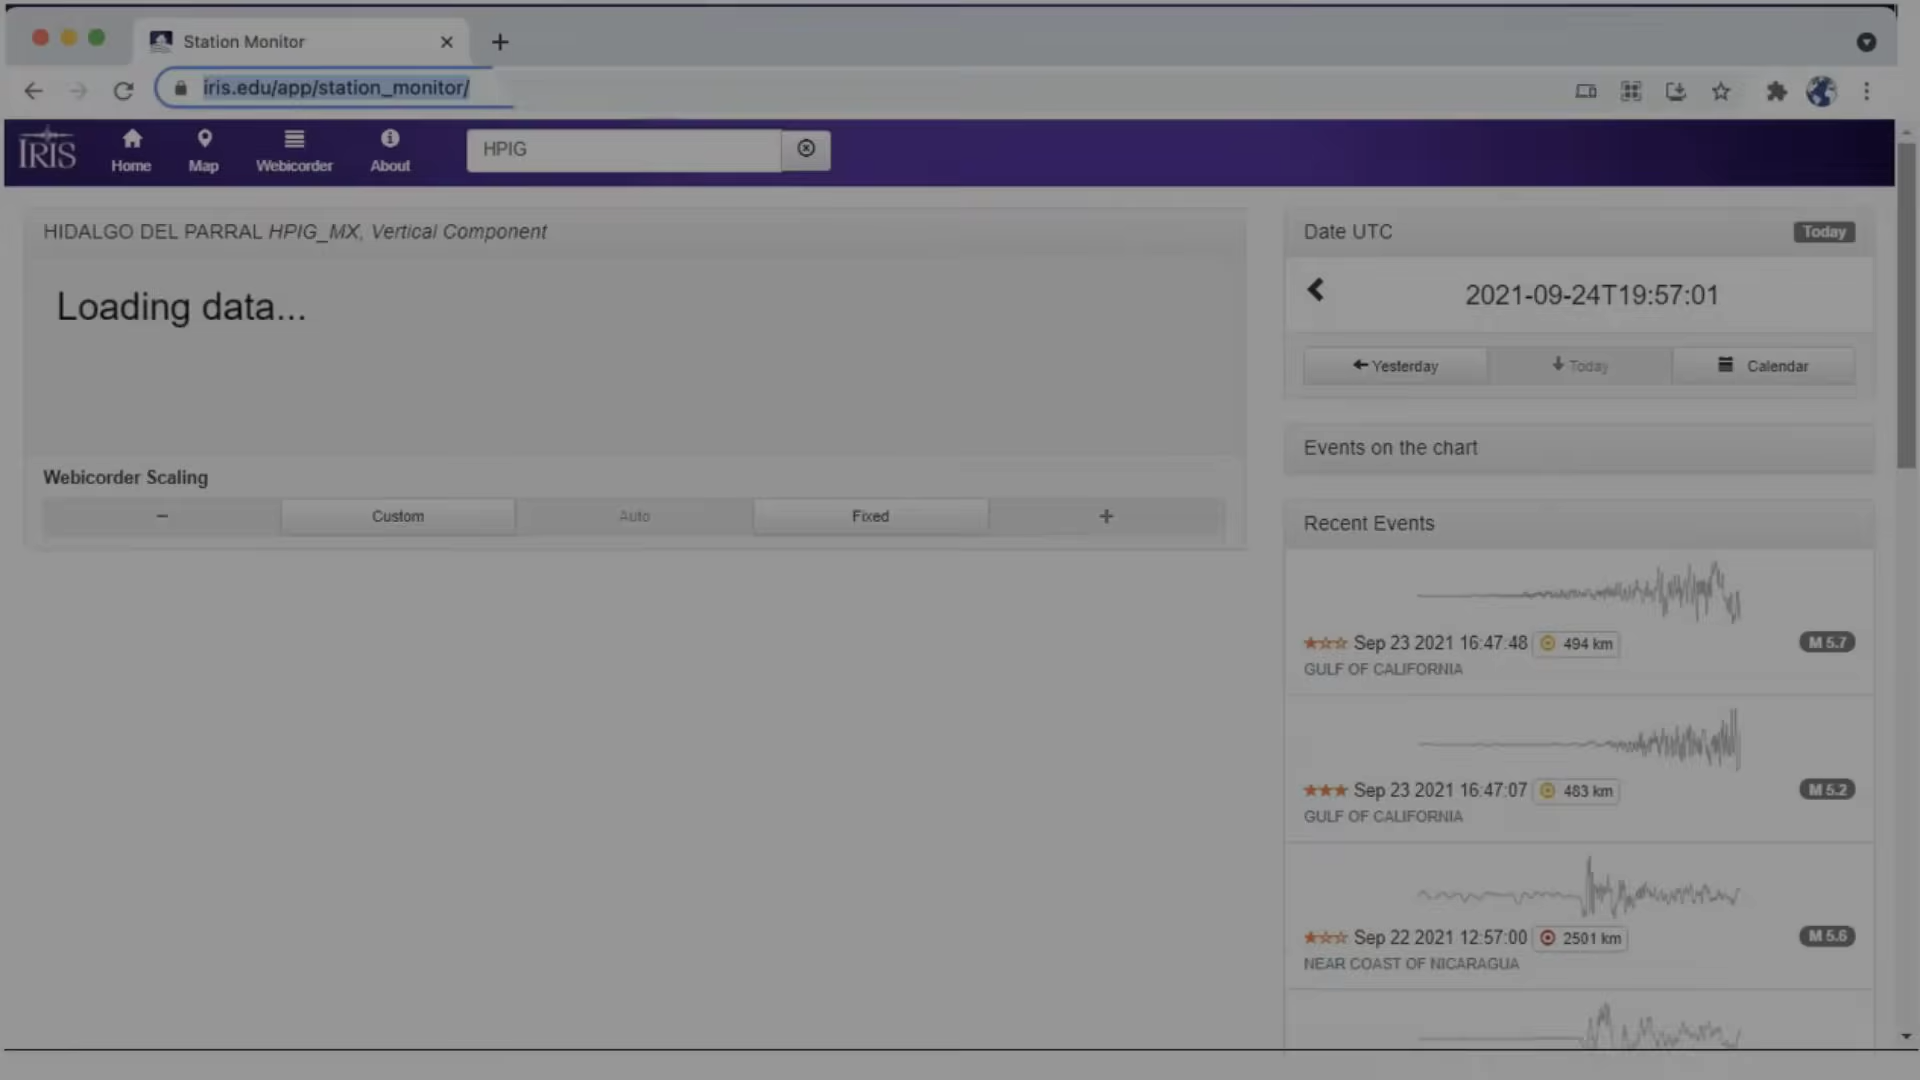 Station Monitor
iris.edu/app/station_monitor/
IRIS
Home
Map
Webicorder
About
HPIG
HIDALGO DEL PARRAL HPIG_MX, Vertical Component
Loading data...
Webicorder Scaling
−
Custom
Auto
Fixed
+
Date UTC
Today
2021-09-24T19:57:01
Yesterday
Today
Calendar
Events on the chart
Recent Events
Sep 23 2021 16:47:48 494 km M 5.7
GULF OF CALIFORNIA
Sep 23 2021 16:47:07 483 km M 5.2
GULF OF CALIFORNIA
Sep 22 2021 12:57:00 2501 km M 5.6
NEAR COAST OF NICARAGUA